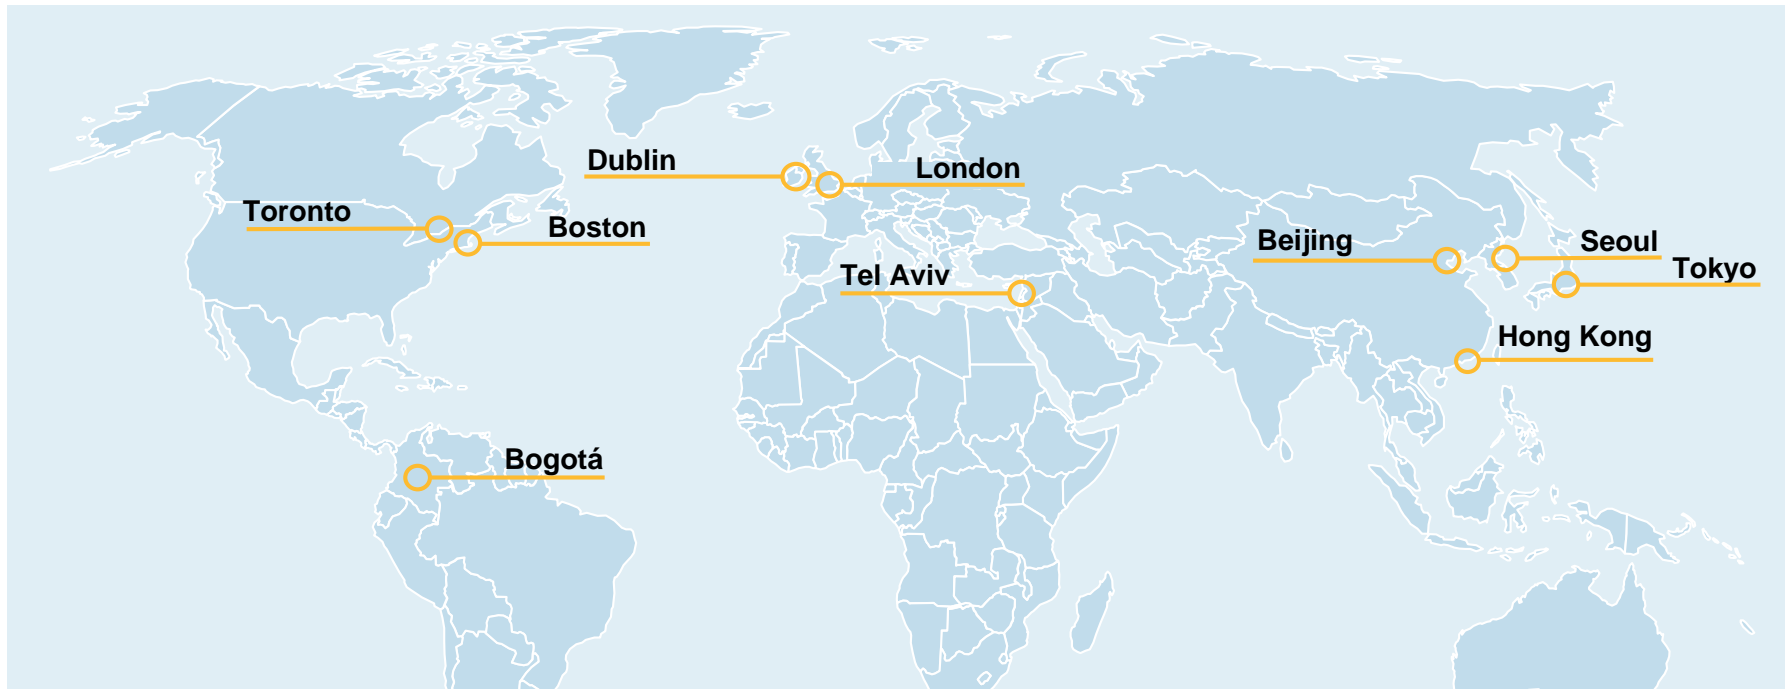 Dublin
London
Toronto
Boston
Beijing
Seoul
Tel Aviv
Tokyo
Hong Kong
Bogotá